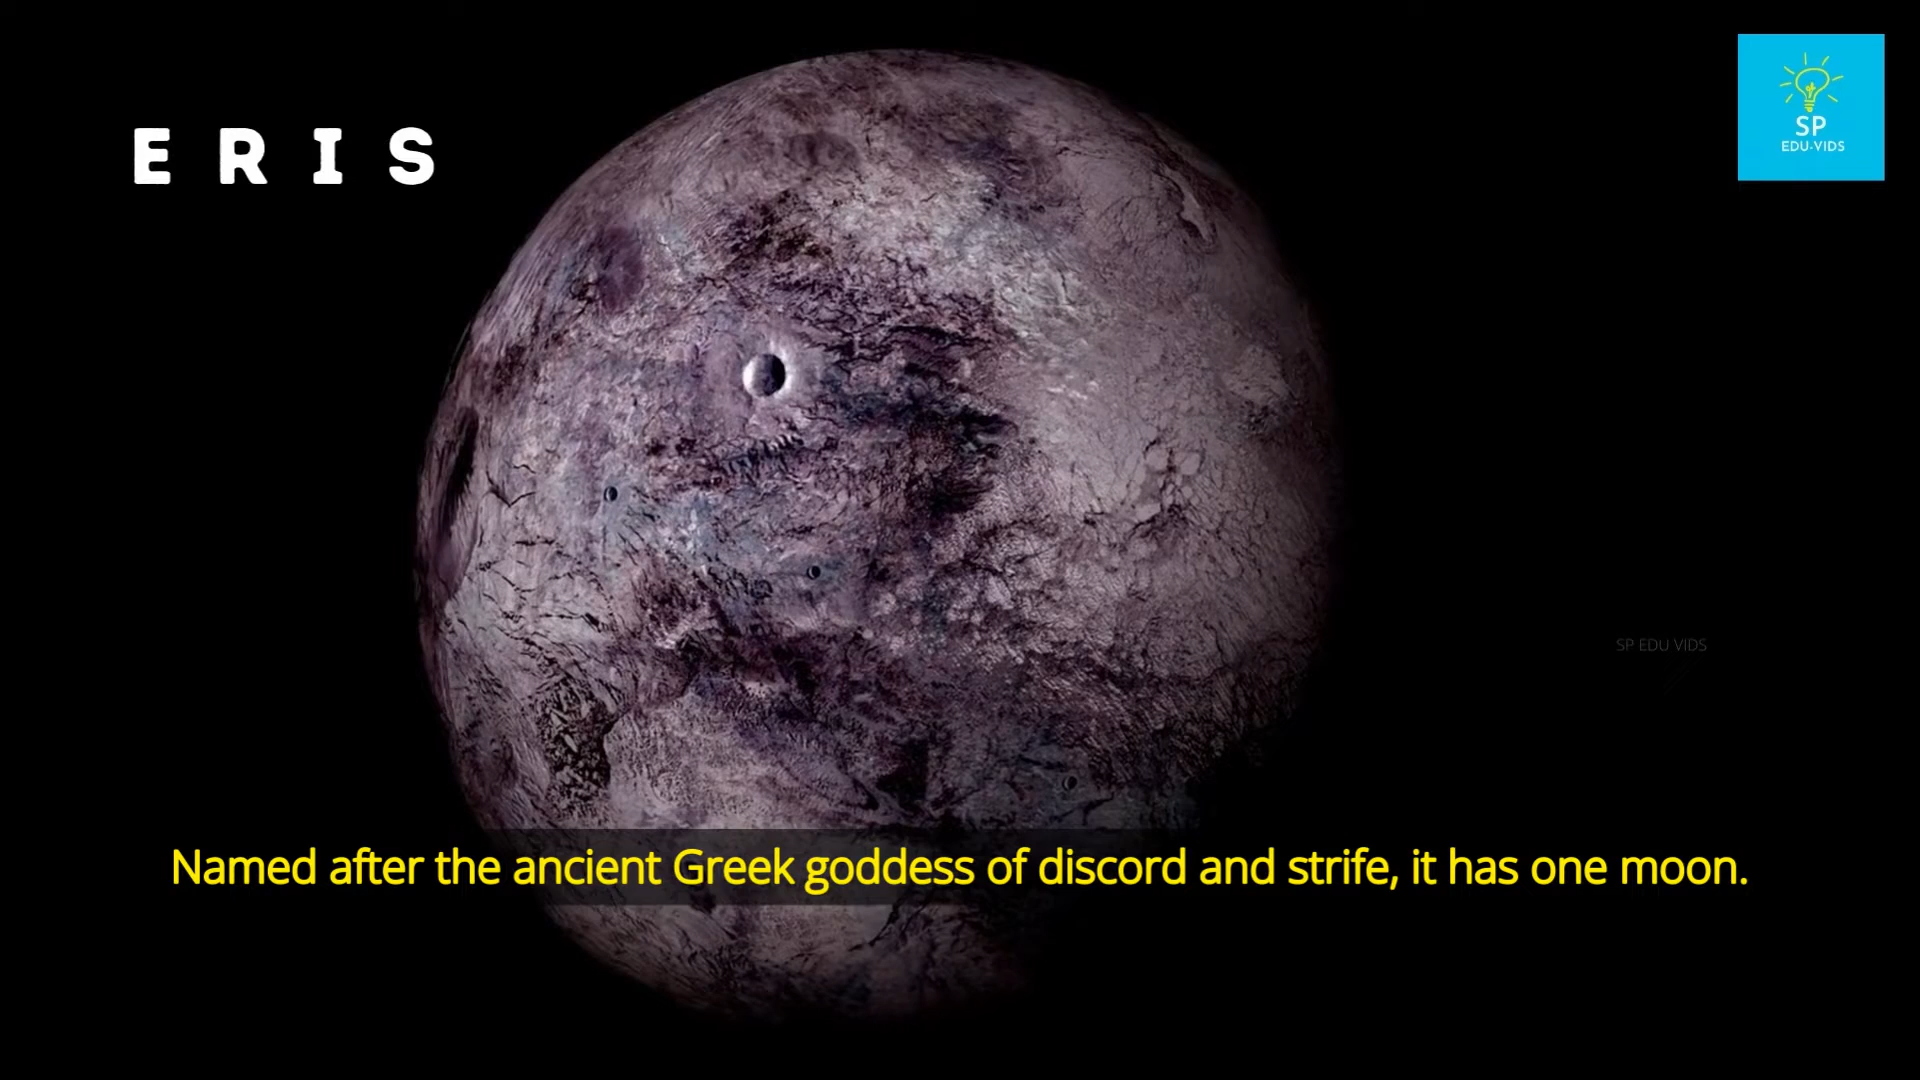 ERIS
SP
EDU-VIDS
SP EDU VIDS
Named after the ancient Greek goddess of discord and strife, it has one moon.